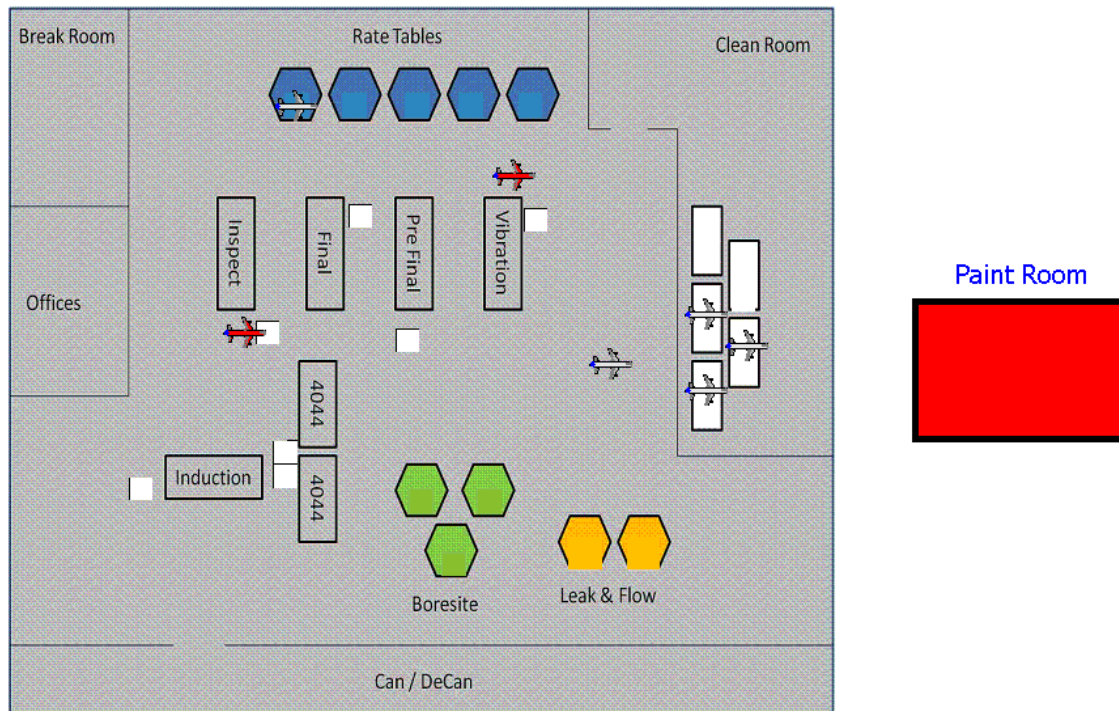 Break Room
Rate Tables
Clean Room
Inspect
Final
Pre Final
Vibration
Paint Room
Offices
4044
Induction
4044
Boresite
Leak & Flow
Can / DeCan